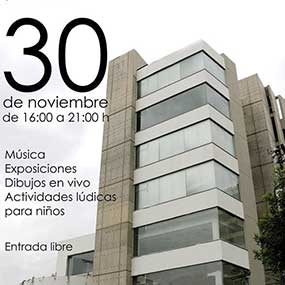 30
de noviembre
de 16:00 a 21:00 h
Música
Exposiciones
Dibujos en vivo
Actividades lúdicas
para niños
Entrada libre